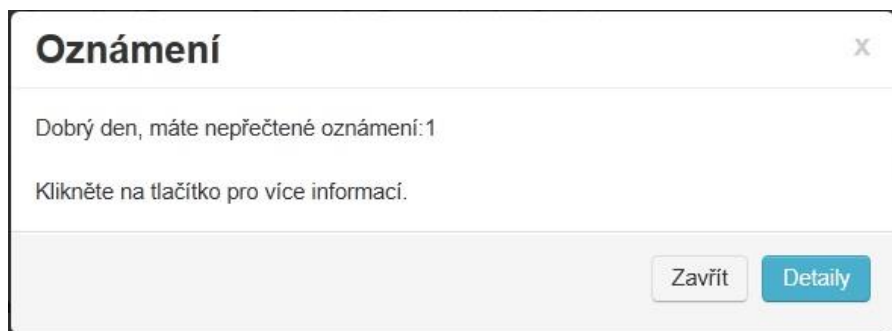 Oznámení
x
Dobrý den, máte nepřečtené oznámení:1
Klikněte na tlačítko pro více informací.
Zavřít Detaily